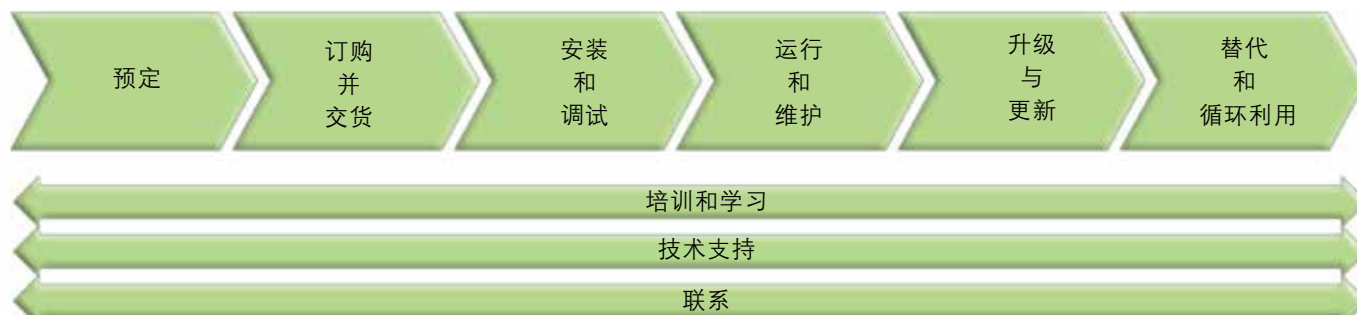 预定
订购
并
交货
安装
和
调试
运行
和
维护
升级
与
更新
替代
和
循环利用
培训和学习
技术支持
联系